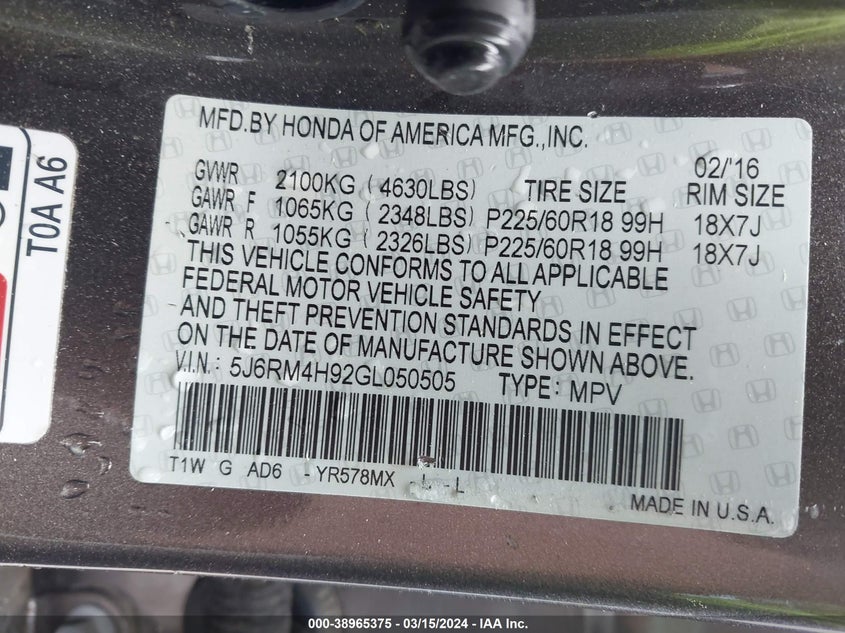 MFD.BY HONDA OF AMERICA MFG.,INC.
02/'16
GVWR 2100KG (4630LBS) TIRE SIZE RIM SIZE
GAWR F 1065KG (2348LBS) P225/60R18 99H 18X7J
GAWR R 1055KG (2326LBS) P225/60R18 99H 18X7J
THIS VEHICLE CONFORMS TO ALL APPLICABLE
FEDERAL MOTOR VEHICLE SAFETY
AND THEFT PREVENTION STANDARDS IN EFFECT
ON THE DATE OF MANUFACTURE SHOWN ABOVE.
V.I.N.: 5J6RM4H92GL050505 TYPE: MPV
T1W G AD6 - YR578MX - L - L
MADE IN U.S.A.
T0A A6
000-38965375 - 03/15/2024 - IAA Inc.